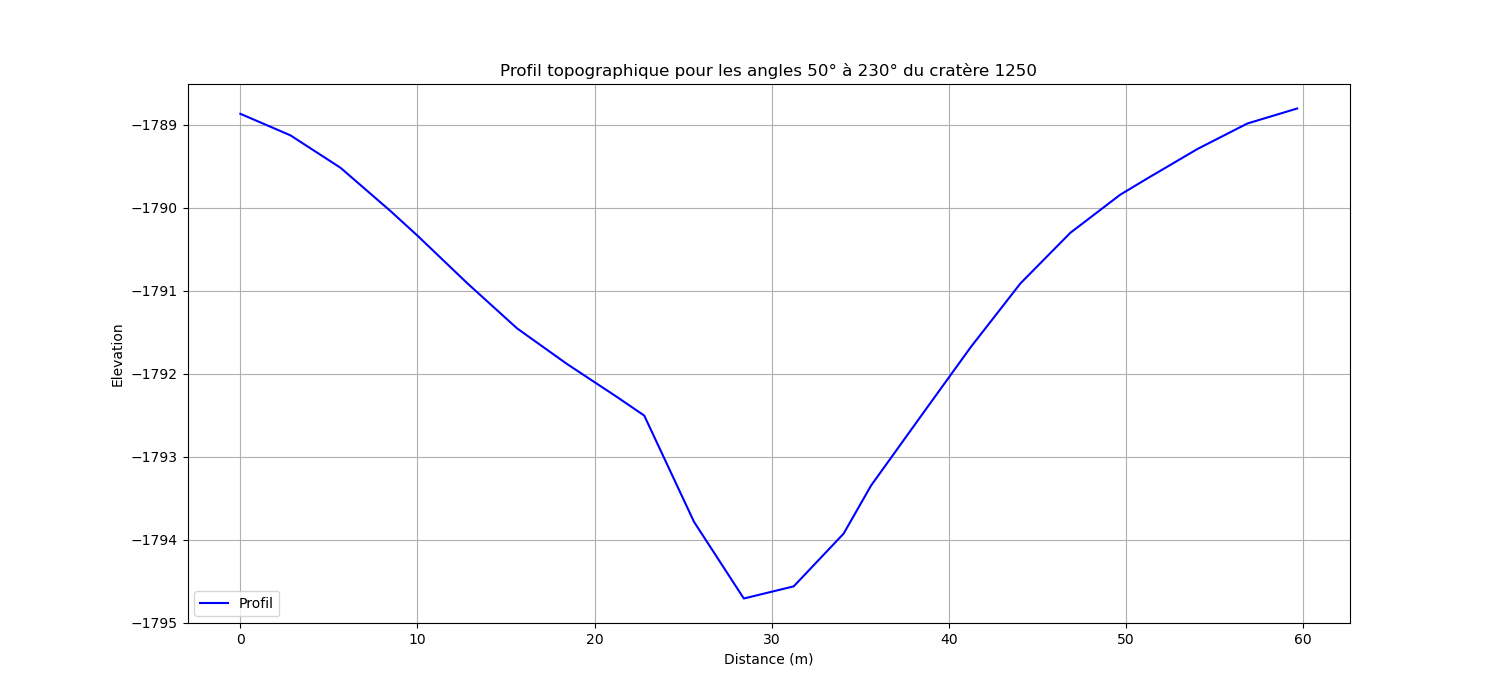 Profil topographique pour les angles 50° à 230° du cratère 1250
−1789
−1790
−1791
−1792
−1793
−1794
−1795
Elevation
Profil
0 10 20 30 40 50 60
Distance (m)